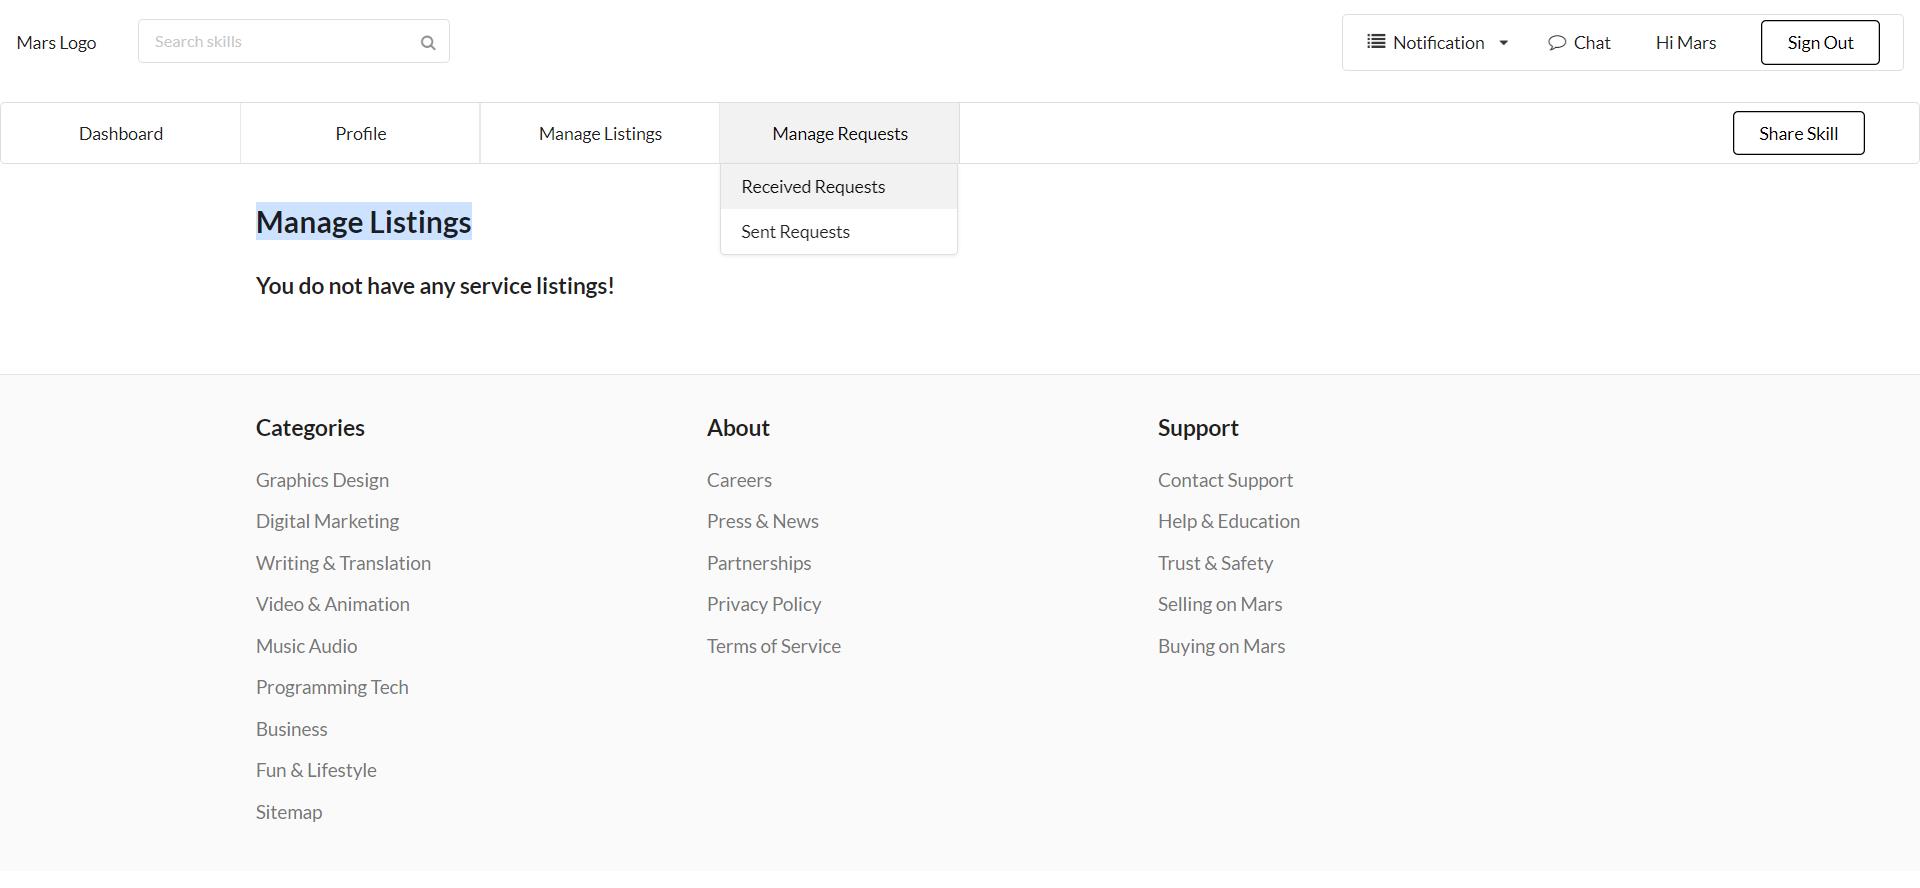 Mars Logo
Search skills
Notification
Chat
Hi Mars
Sign Out
Dashboard
Profile
Manage Listings
Manage Requests
Share Skill
Received Requests
Sent Requests
Manage Listings
You do not have any service listings!
Categories
Graphics Design
Digital Marketing
Writing & Translation
Video & Animation
Music Audio
Programming Tech
Business
Fun & Lifestyle
Sitemap
About
Careers
Press & News
Partnerships
Privacy Policy
Terms of Service
Support
Contact Support
Help & Education
Trust & Safety
Selling on Mars
Buying on Mars